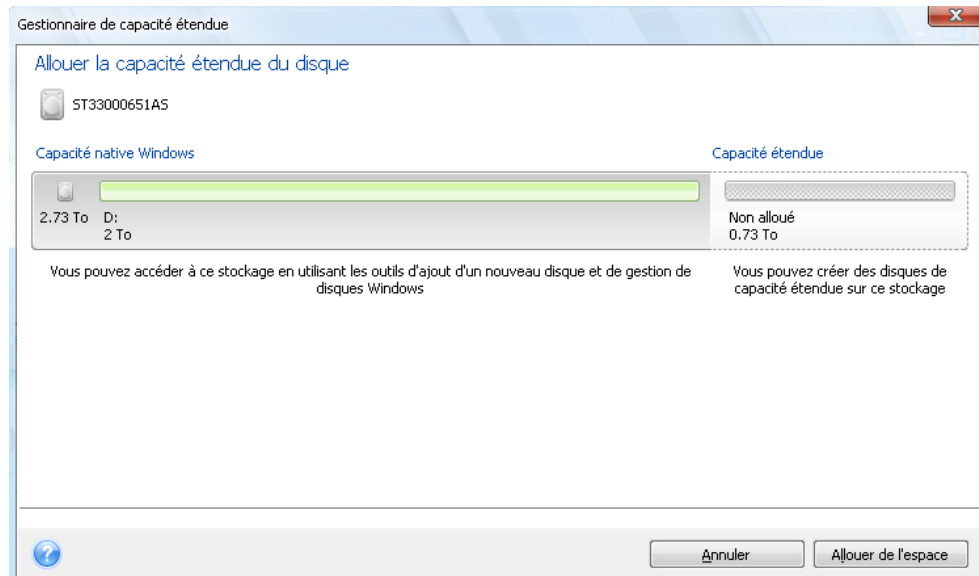 Gestionnaire de capacité étendue
Allouer la capacité étendue du disque
ST33000651AS
Capacité native Windows
Capacité étendue
2.73 To
D:
2 To
Non alloué
0.73 To
Vous pouvez accéder à ce stockage en utilisant les outils d'ajout d'un nouveau disque et de gestion de
disques Windows
Vous pouvez créer des disques de
capacité étendue sur ce stockage
Annuler
Allouer de l'espace